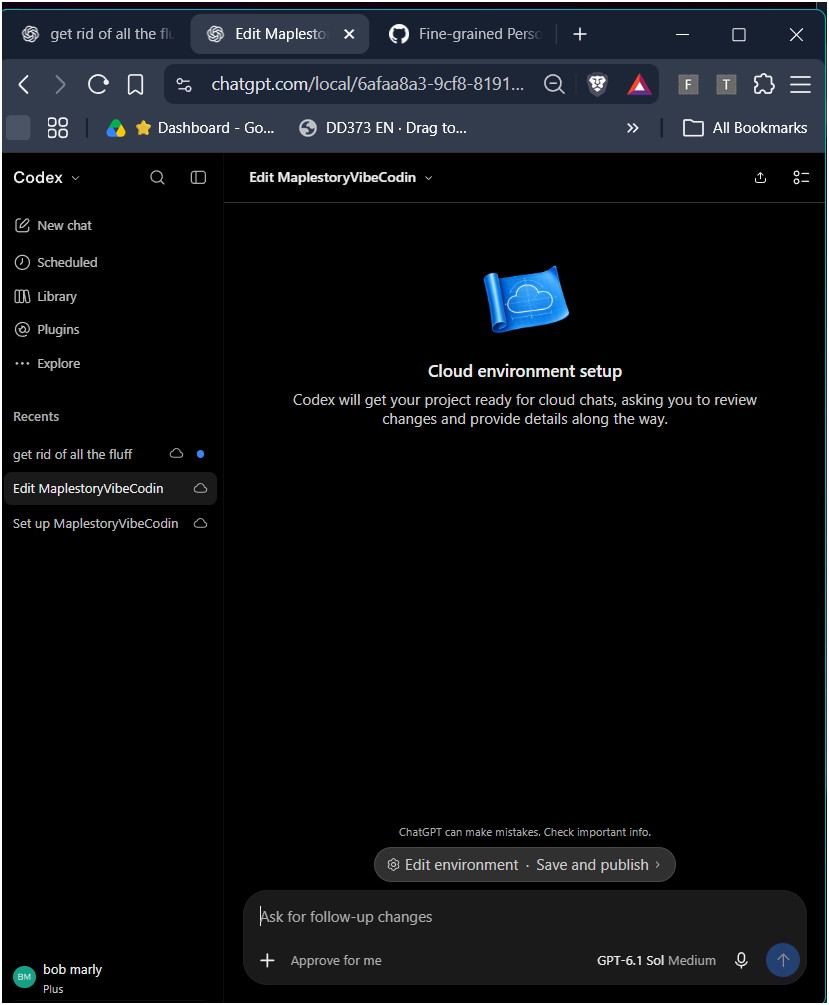 get rid of all the flu
Edit Maplesto
Fine-grained Perso
chatgpt.com/local/6afaa8a3-9cf8-8191...
F
T
Dashboard - Go...
DD373 EN · Drag to...
»
All Bookmarks
Codex
Edit MaplestoryVibeCodin
New chat
Scheduled
Library
Plugins
Explore
Recents
get rid of all the fluff
Edit MaplestoryVibeCodin
Set up MaplestoryVibeCodin
Cloud environment setup
Codex will get your project ready for cloud chats, asking you to review
changes and provide details along the way.
ChatGPT can make mistakes. Check important info.
Edit environment · Save and publish ›
Ask for follow-up changes
Approve for me
GPT-6.1 Sol Medium
BM
bob marly
Plus